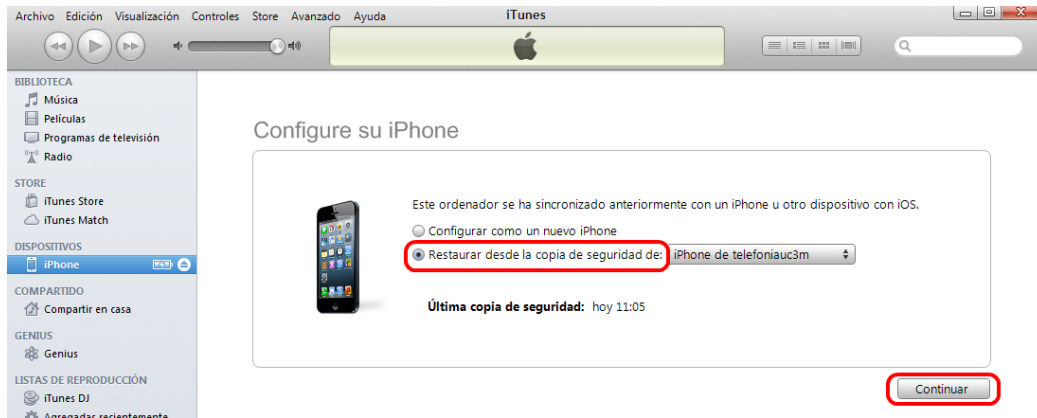 Archivo Edición Visualización Controles Store Avanzado Ayuda
iTunes
BIBLIOTECA
Música
Películas
Programas de televisión
Radio
STORE
iTunes Store
iTunes Match
DISPOSITIVOS
iPhone
COMPARTIDO
Compartir en casa
GENIUS
Genius
LISTAS DE REPRODUCCIÓN
iTunes DJ
Agregadas recientemente
Configure su iPhone
Este ordenador se ha sincronizado anteriormente con un iPhone u otro dispositivo con iOS.
Configurar como un nuevo iPhone
Restaurar desde la copia de seguridad de: iPhone de telefoniauc3m
Última copia de seguridad: hoy 11:05
Continuar